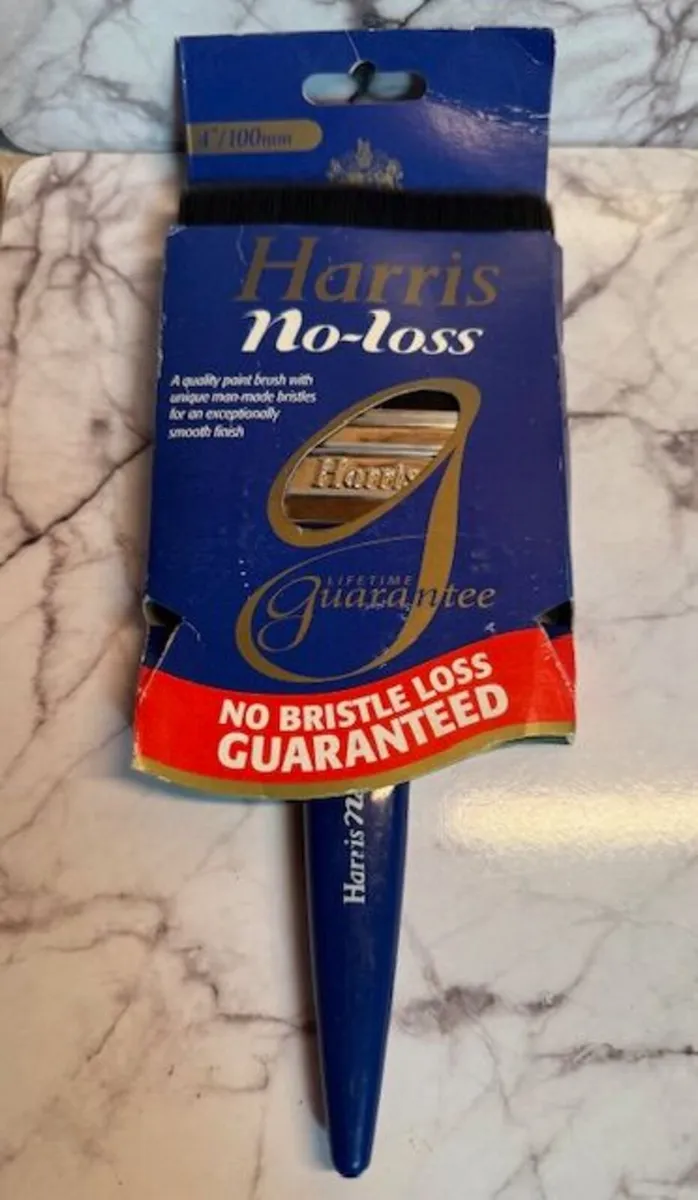 4"/100mm
Harris
no-loss
A quality paint brush with
unique man-made bristles
for an exceptionally
smooth finish
Harris
LIFETIME
guarantee
NO BRISTLE LOSS
GUARANTEED
Harris